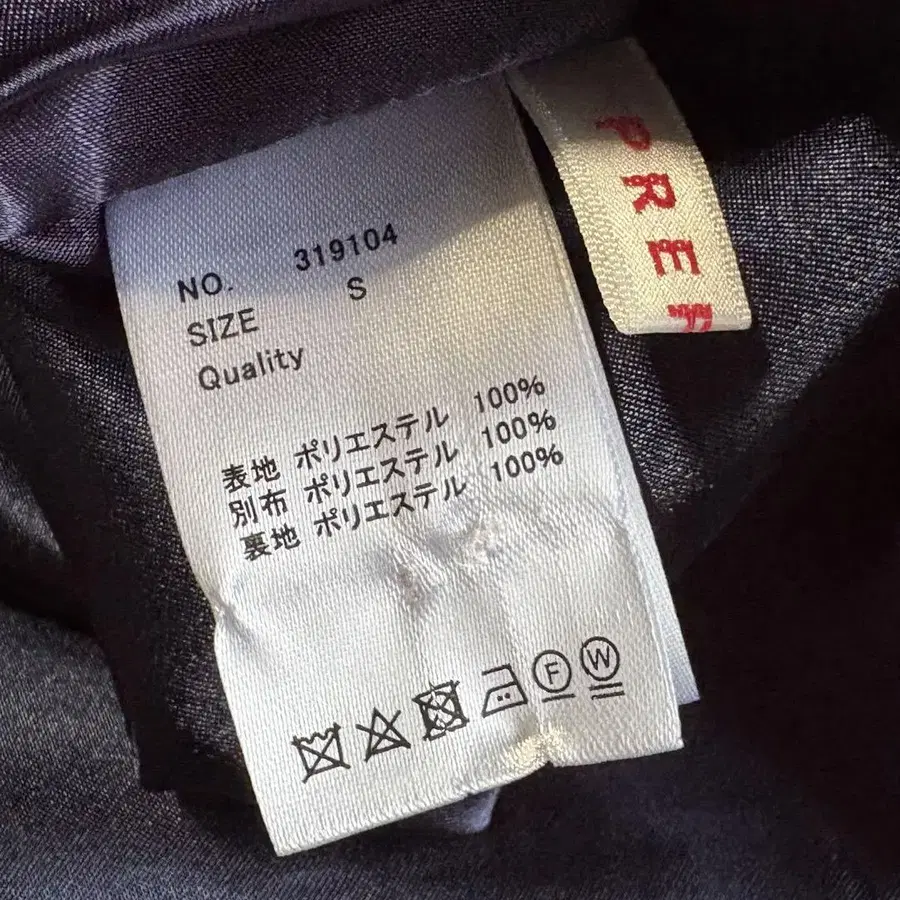 NO. 319104
SIZE S
Quality
表地 ポリエステル 100%
別布 ポリエステル 100%
裏地 ポリエステル 100%
F W
PREF